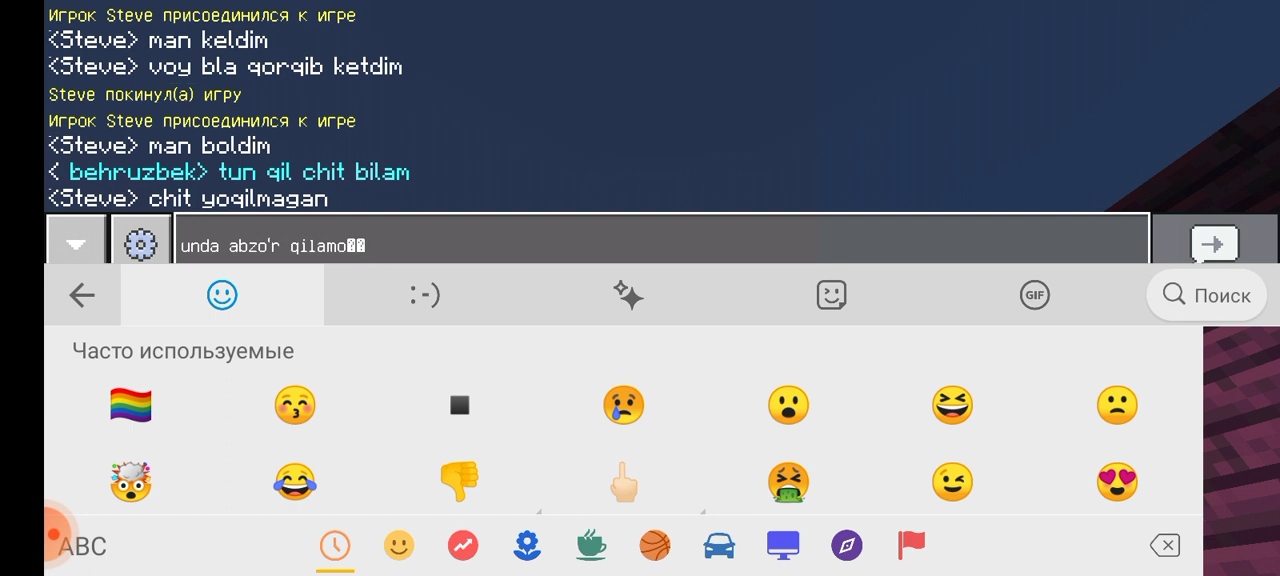 Игрок Steve присоединился к игре
<Steve> man keldim
<Steve> voy bla qorqib ketdim
Steve покинул(а) игру
Игрок Steve присоединился к игре
<Steve> man boldim
< behruzbek> tun qil chit bilam
<Steve> chit yoqilmagan
unda abzo'r qilamo
:-)
GIF
Поиск
Часто используемые
ABC